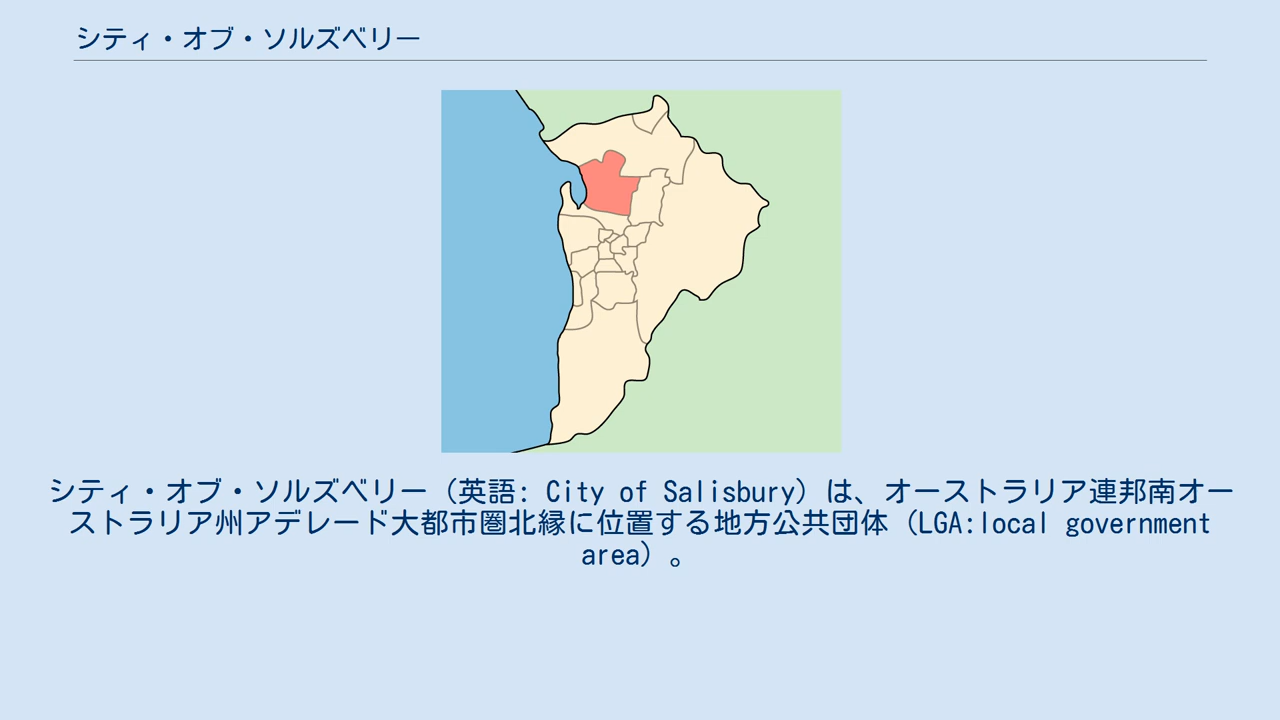 シティ・オブ・ソルズベリー
シティ・オブ・ソルズベリー（英語: City of Salisbury）は、オーストラリア連邦南オー
ストラリア州アデレード大都市圏北縁に位置する地方公共団体（LGA:local government
area）。